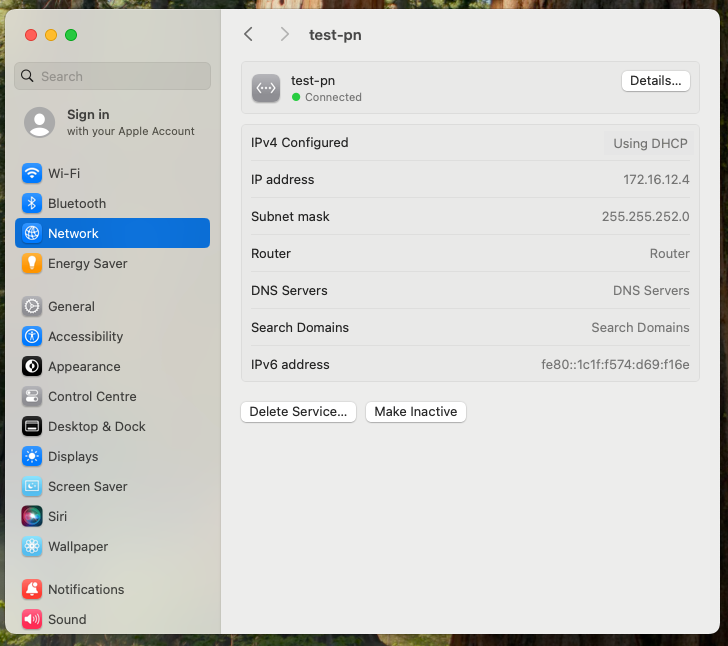 test-pn
Search
Sign in
with your Apple Account
Wi-Fi
Bluetooth
Network
Energy Saver
General
Accessibility
Appearance
Control Centre
Desktop & Dock
Displays
Screen Saver
Siri
Wallpaper
Notifications
Sound
test-pn
Connected
Details...
IPv4 Configured Using DHCP
IP address 172.16.12.4
Subnet mask 255.255.252.0
Router Router
DNS Servers DNS Servers
Search Domains Search Domains
IPv6 address fe80::1c1f:f574:d69:f16e
Delete Service... Make Inactive